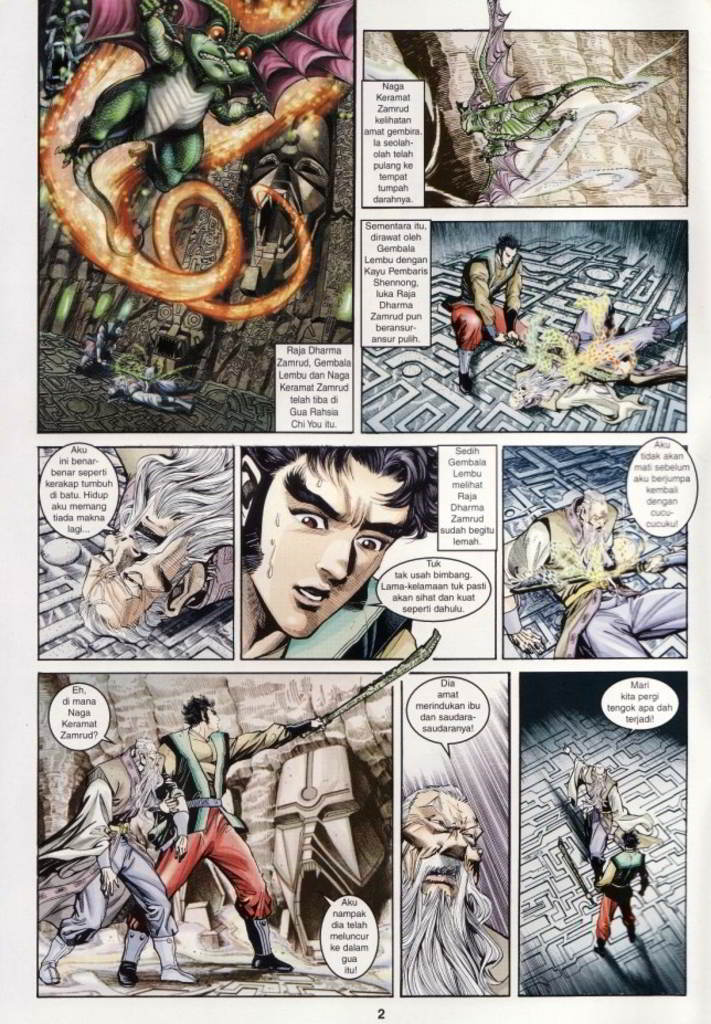 Raja Dharma
Zamrud, Gembala
Lembu dan Naga
Keramat Zamrud
telah tiba di
Gua Rahsia
Chi You itu.
Naga
Keramat
Zamrud
kelihatan
amat gembira.
Ia seolah-
olah telah
pulang ke
tempat
tumpah
darahnya.
Sementara itu,
dirawat oleh
Gembala
Lembu dengan
Kayu Pembaris
Shennong,
luka Raja
Dharma
Zamrud pun
beransur-
ansur pulih.
Aku
ini benar-
benar seperti
kerakap tumbuh
di batu. Hidup
aku memang
tiada makna
lagi...
Sedih
Gembala
Lembu
melihat
Raja
Dharma
Zamrud
sudah begitu
lemah.
Tuk
tak usah bimbang.
Lama-kelamaan tuk pasti
akan sihat dan kuat
seperti dahulu.
Aku
tidak akan
mati sebelum
aku berjumpa
kembali
dengan
cucu-
cucuku!
Eh,
di mana
Naga
Keramat
Zamrud?
Aku
nampak
dia telah
meluncur
ke dalam
gua
itu!
Dia
amat
merindukan ibu
dan saudara-
saudaranya!
Mari
kita pergi
tengok apa dah
terjadi!
2